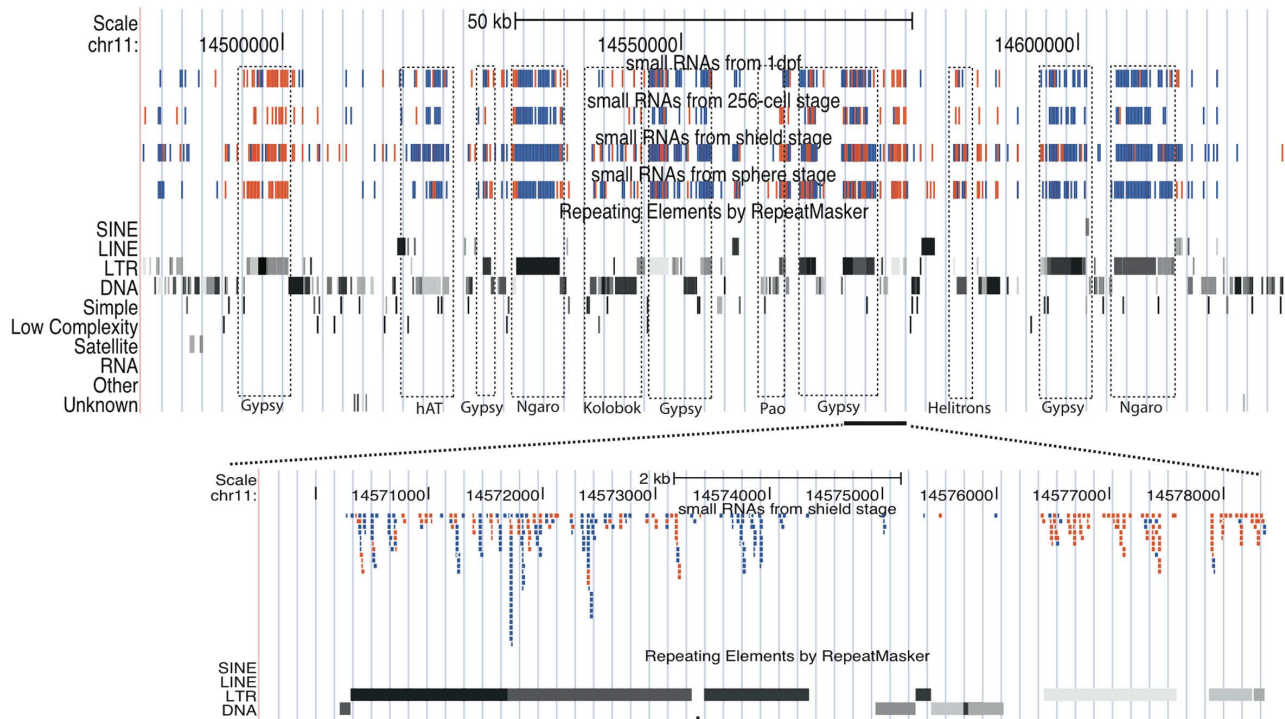 Scale 50 kb
chr11: 14500000 14550000 14600000
small RNAs from 1dpf
small RNAs from 256-cell stage
small RNAs from shield stage
small RNAs from sphere stage
Repeating Elements by RepeatMasker
SINE
LINE
LTR
DNA
Simple
Low Complexity
Satellite
RNA
Other
Unknown
Gypsy hAT Gypsy Ngaro Kolobok Gypsy Pao Gypsy Helitrons Gypsy Ngaro
Scale 2 kb
chr11: 14571000 14572000 14573000 14574000 14575000 14576000 14577000 14578000
small RNAs from shield stage
Repeating Elements by RepeatMasker
SINE
LINE
LTR
DNA